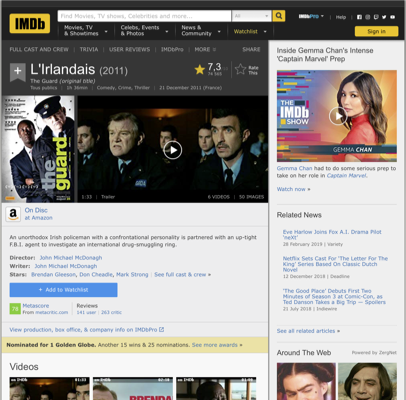 IMDb
Find Movies, TV shows, Celebrities and more...
All
IMDbPro
Help
Movies, TV
& Showtimes
Celebs, Events
& Photos
News &
Community
Watchlist
Sign in
FULL CAST AND CREW | TRIVIA | USER REVIEWS | IMDbPro | MORE
SHARE
L'Irlandais (2011)
The Guard (original title)
Tous publics | 1h 36min | Comedy, Crime, Thriller | 21 December 2011 (France)
7,3
Rate
This
the guard
1:33 | Trailer
6 VIDEOS | 50 IMAGES
On Disc
at Amazon
An unorthodox Irish policeman with a confrontational personality is partnered with an up-tight
F.B.I. agent to investigate an international drug-smuggling ring.
Director: John Michael McDonagh
Writer: John Michael McDonagh
Stars: Brendan Gleeson, Don Cheadle, Mark Strong | See full cast & crew »
+ Add to Watchlist
Metascore
From metacritic.com
Reviews
141 user | 263 critic
View production, box office, & company info on IMDbPro
Nominated for 1 Golden Globe. Another 15 wins & 25 nominations. See more awards »
Videos
Inside Gemma Chan's Intense
'Captain Marvel' Prep
THE
IMDb
SHOW
GEMMA CHAN
Gemma Chan had to do some serious prep
to take on her role in Captain Marvel.
Watch now »
Related News
Eve Harlow Joins Fox A.I. Drama Pilot
'neXt'
28 February 2019 | Variety
Netflix Sets Cast For 'The Letter For The
King' Series Based On Classic Dutch
Novel
12 December 2018 | Deadline
'The Good Place' Debuts First Two
Minutes of Season 3 at Comic-Con, as
Ted Danson Takes a Big Trip — Spoilers
21 July 2018 | Indiewire
See all related articles »
Around The Web
Powered by ZergNet